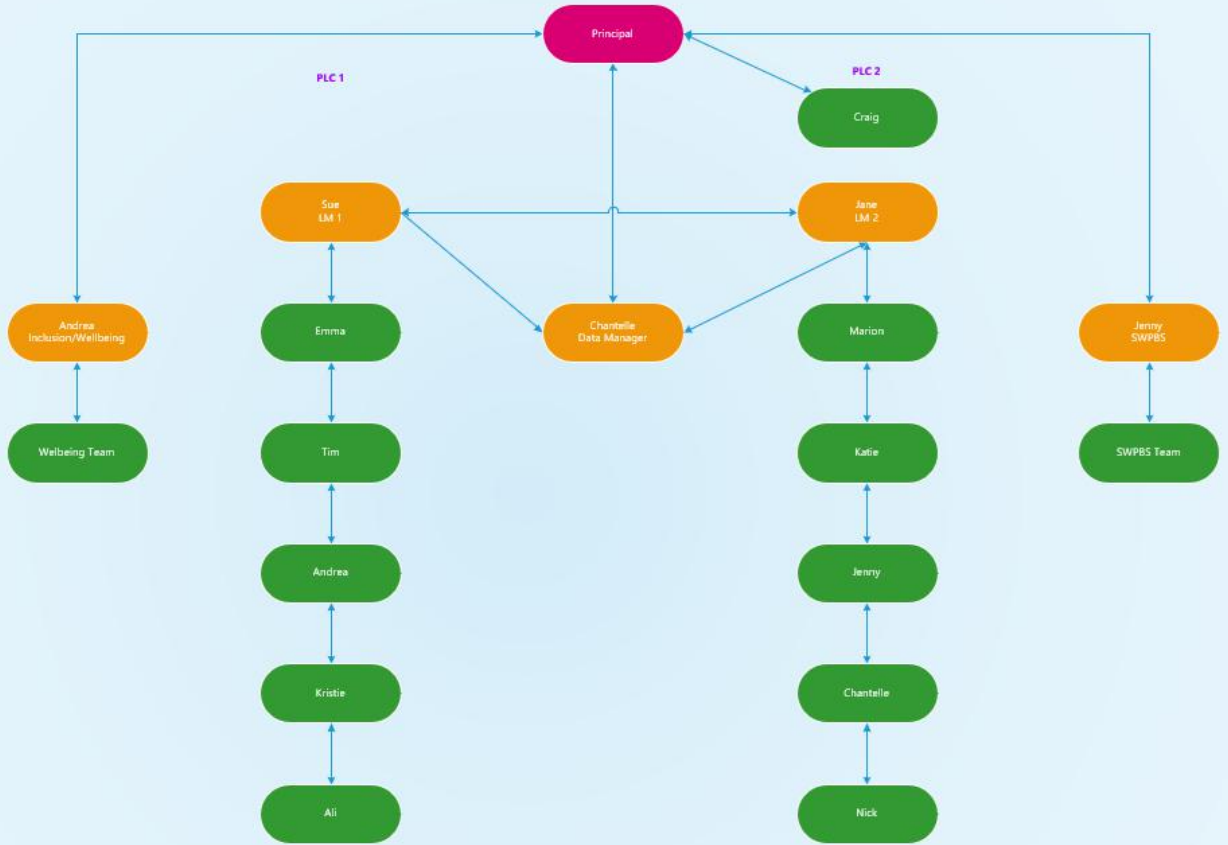 Principal
PLC 1
PLC 2
Craig
Sue
LM 1
Jane
LM 2
Andrea
Inclusion/Wellbeing
Emma
Chantelle
Data Manager
Marion
Jenny
SWPBS
Welbeing Team
Tim
Katie
SWPBS Team
Andrea
Jenny
Kristie
Chantelle
Ali
Nick